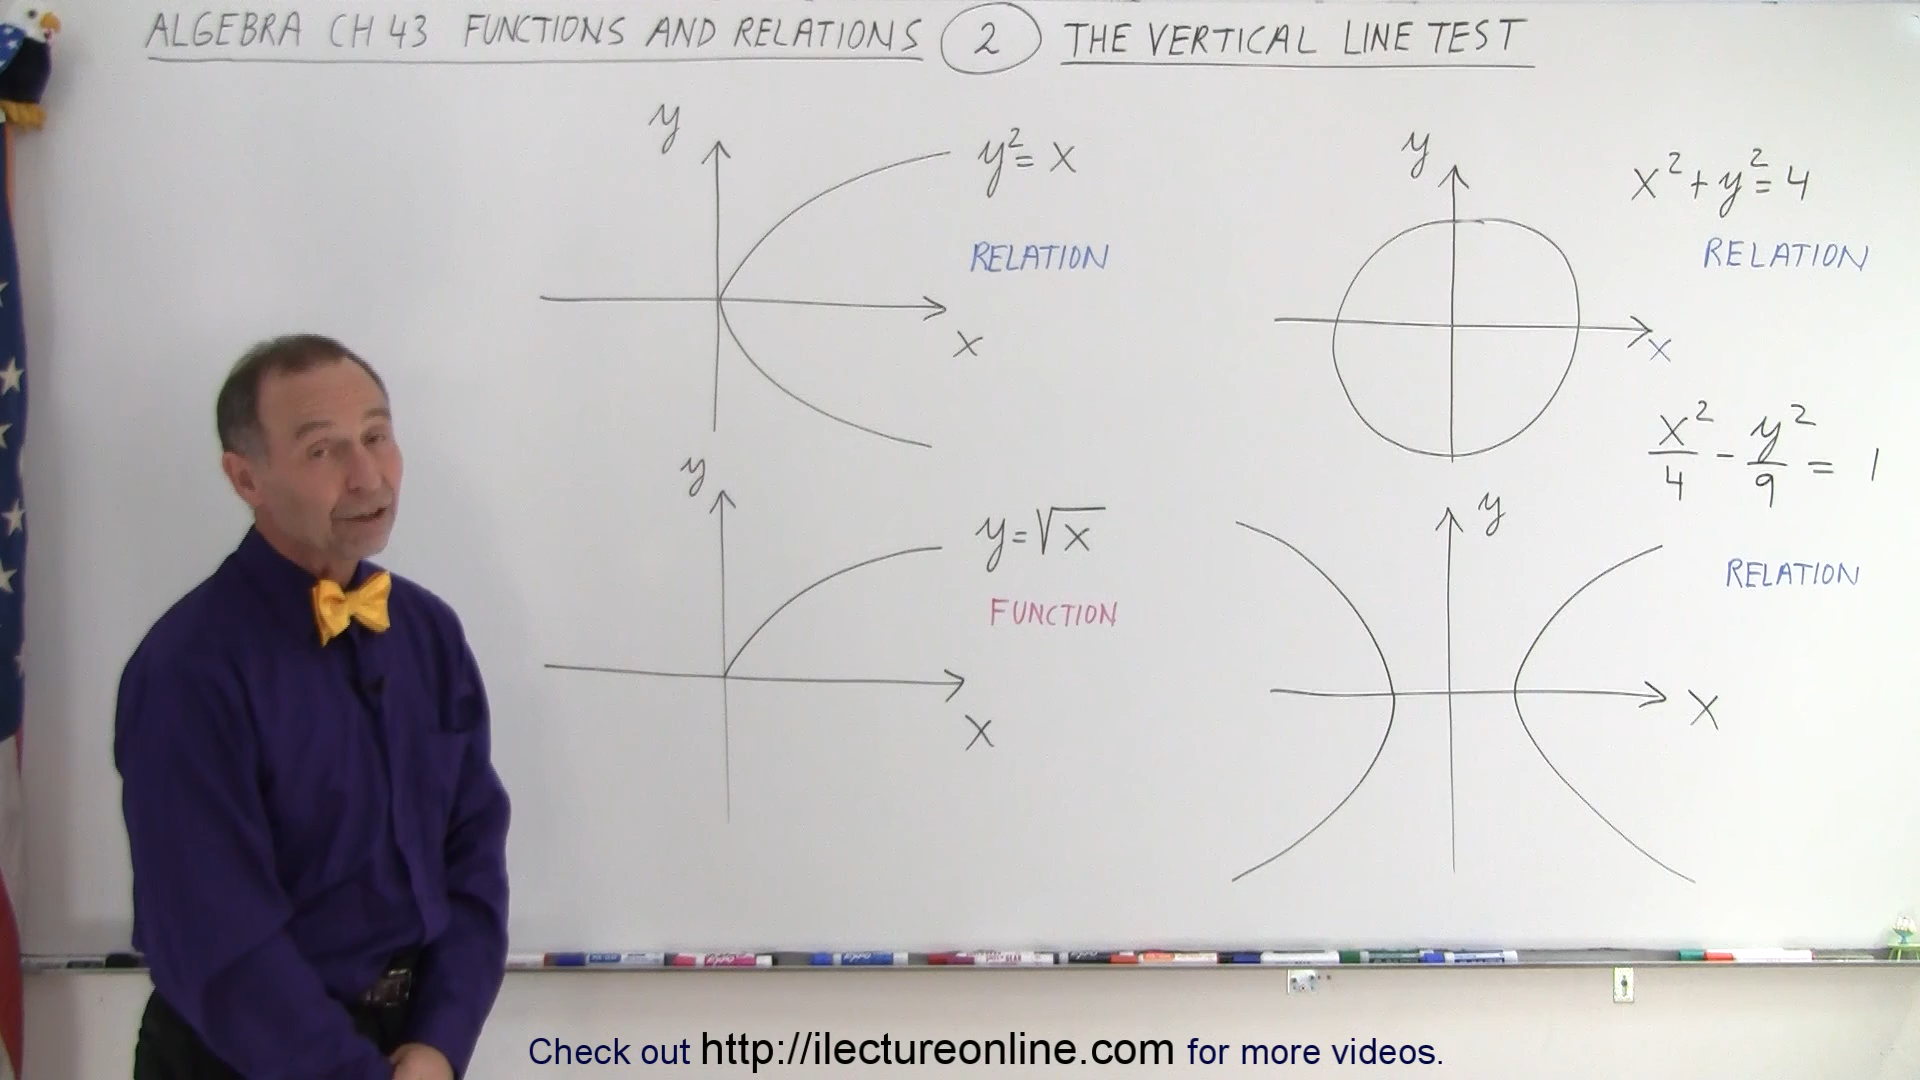 ALGEBRA CH 43 FUNCTIONS AND RELATIONS 2 THE VERTICAL LINE TEST
y
y² = x
RELATION
x
y
y = √x
FUNCTION
x
y
x² + y² = 4
RELATION
x
x²/4 - y²/9 = 1
y
RELATION
x
Check out http://ilectureonline.com for more videos.